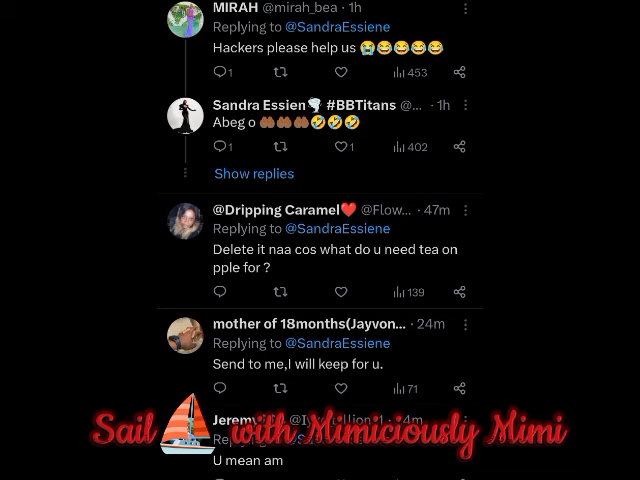 MIRAH @mirah_bea · 1h
Replying to @SandraEssiene
Hackers please help us 😭😂😂😂😂
1 453
Sandra Essien🌪 #BBTitans @... · 1h
Abeg o 🤲🏾🤲🏾🤲🏾🤣🤣🤣
1 1 402
Show replies
@Dripping Caramel❤️ @Flow... · 47m
Replying to @SandraEssiene
Delete it naa cos what do u need tea on
pple for ?
139
mother of 18months(Jayvon... · 24m
Replying to @SandraEssiene
Send to me,I will keep for u.
71
Sail with Mimiciously Mimi
Jeremy
U mean am